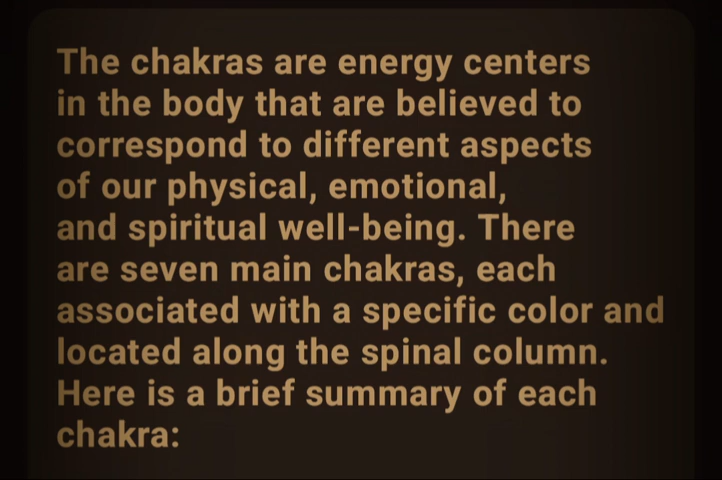 The chakras are energy centers
in the body that are believed to
correspond to different aspects
of our physical, emotional,
and spiritual well-being. There
are seven main chakras, each
associated with a specific color and
located along the spinal column.
Here is a brief summary of each
chakra: